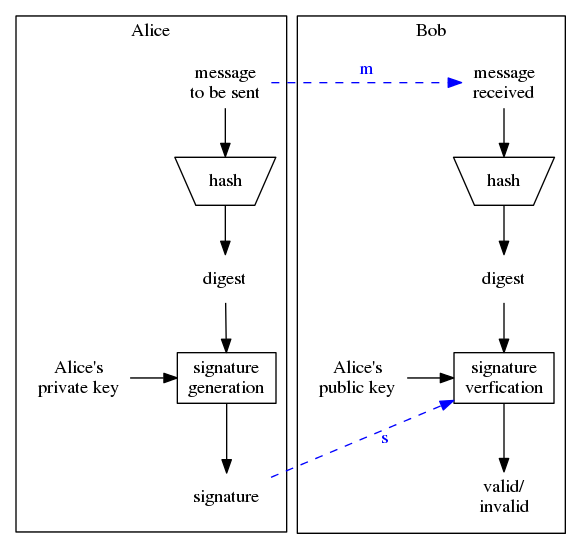 Alice
Bob
message
to be sent
m
message
received
hash
hash
digest
digest
Alice's
private key
signature
generation
Alice's
public key
signature
verfication
s
signature
valid/
invalid